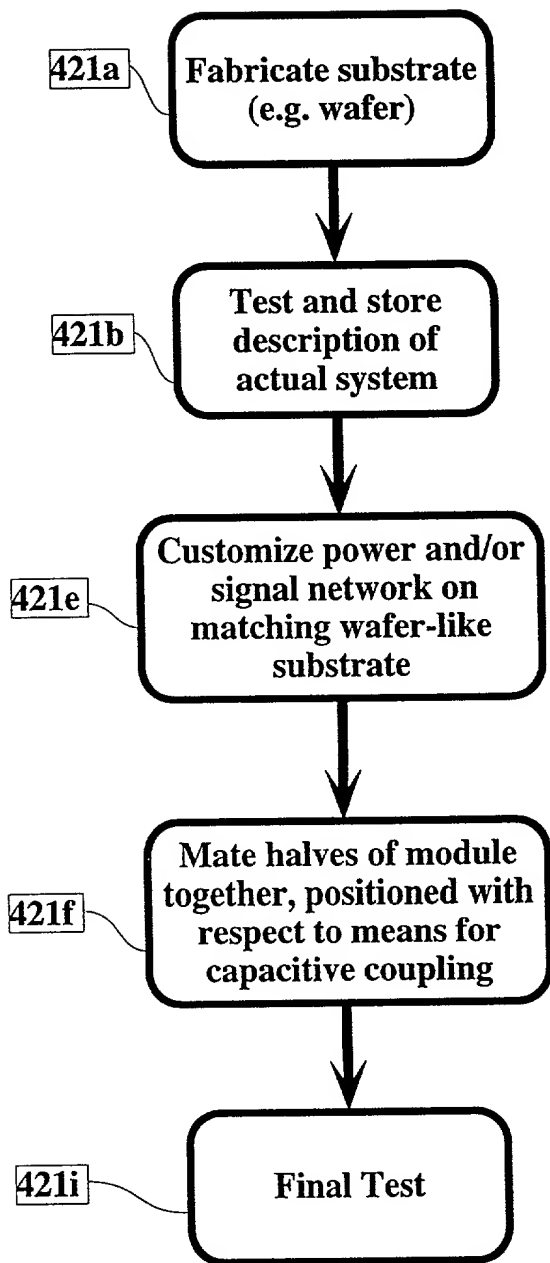 421a
Fabricate substrate
(e.g. wafer)
421b
Test and store
description of
actual system
421e
Customize power and/or
signal network on
matching wafer-like
substrate
421f
Mate halves of module
together, positioned with
respect to means for
capacitive coupling
421i
Final Test